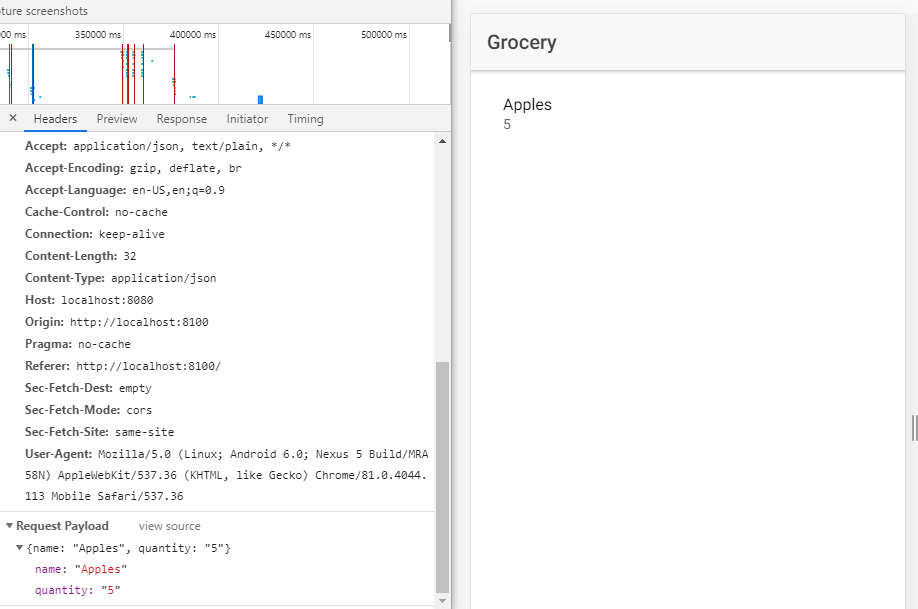 ture screenshots
000 ms 350000 ms 400000 ms 450000 ms 500000 ms
× Headers Preview Response Initiator Timing
Accept: application/json, text/plain, */*
Accept-Encoding: gzip, deflate, br
Accept-Language: en-US,en;q=0.9
Cache-Control: no-cache
Connection: keep-alive
Content-Length: 32
Content-Type: application/json
Host: localhost:8080
Origin: http://localhost:8100
Pragma: no-cache
Referer: http://localhost:8100/
Sec-Fetch-Dest: empty
Sec-Fetch-Mode: cors
Sec-Fetch-Site: same-site
User-Agent: Mozilla/5.0 (Linux; Android 6.0; Nexus 5 Build/MRA
58N) AppleWebKit/537.36 (KHTML, like Gecko) Chrome/81.0.4044.
113 Mobile Safari/537.36
Request Payload view source
{name: "Apples", quantity: "5"}
name: "Apples"
quantity: "5"
Grocery
Apples
5